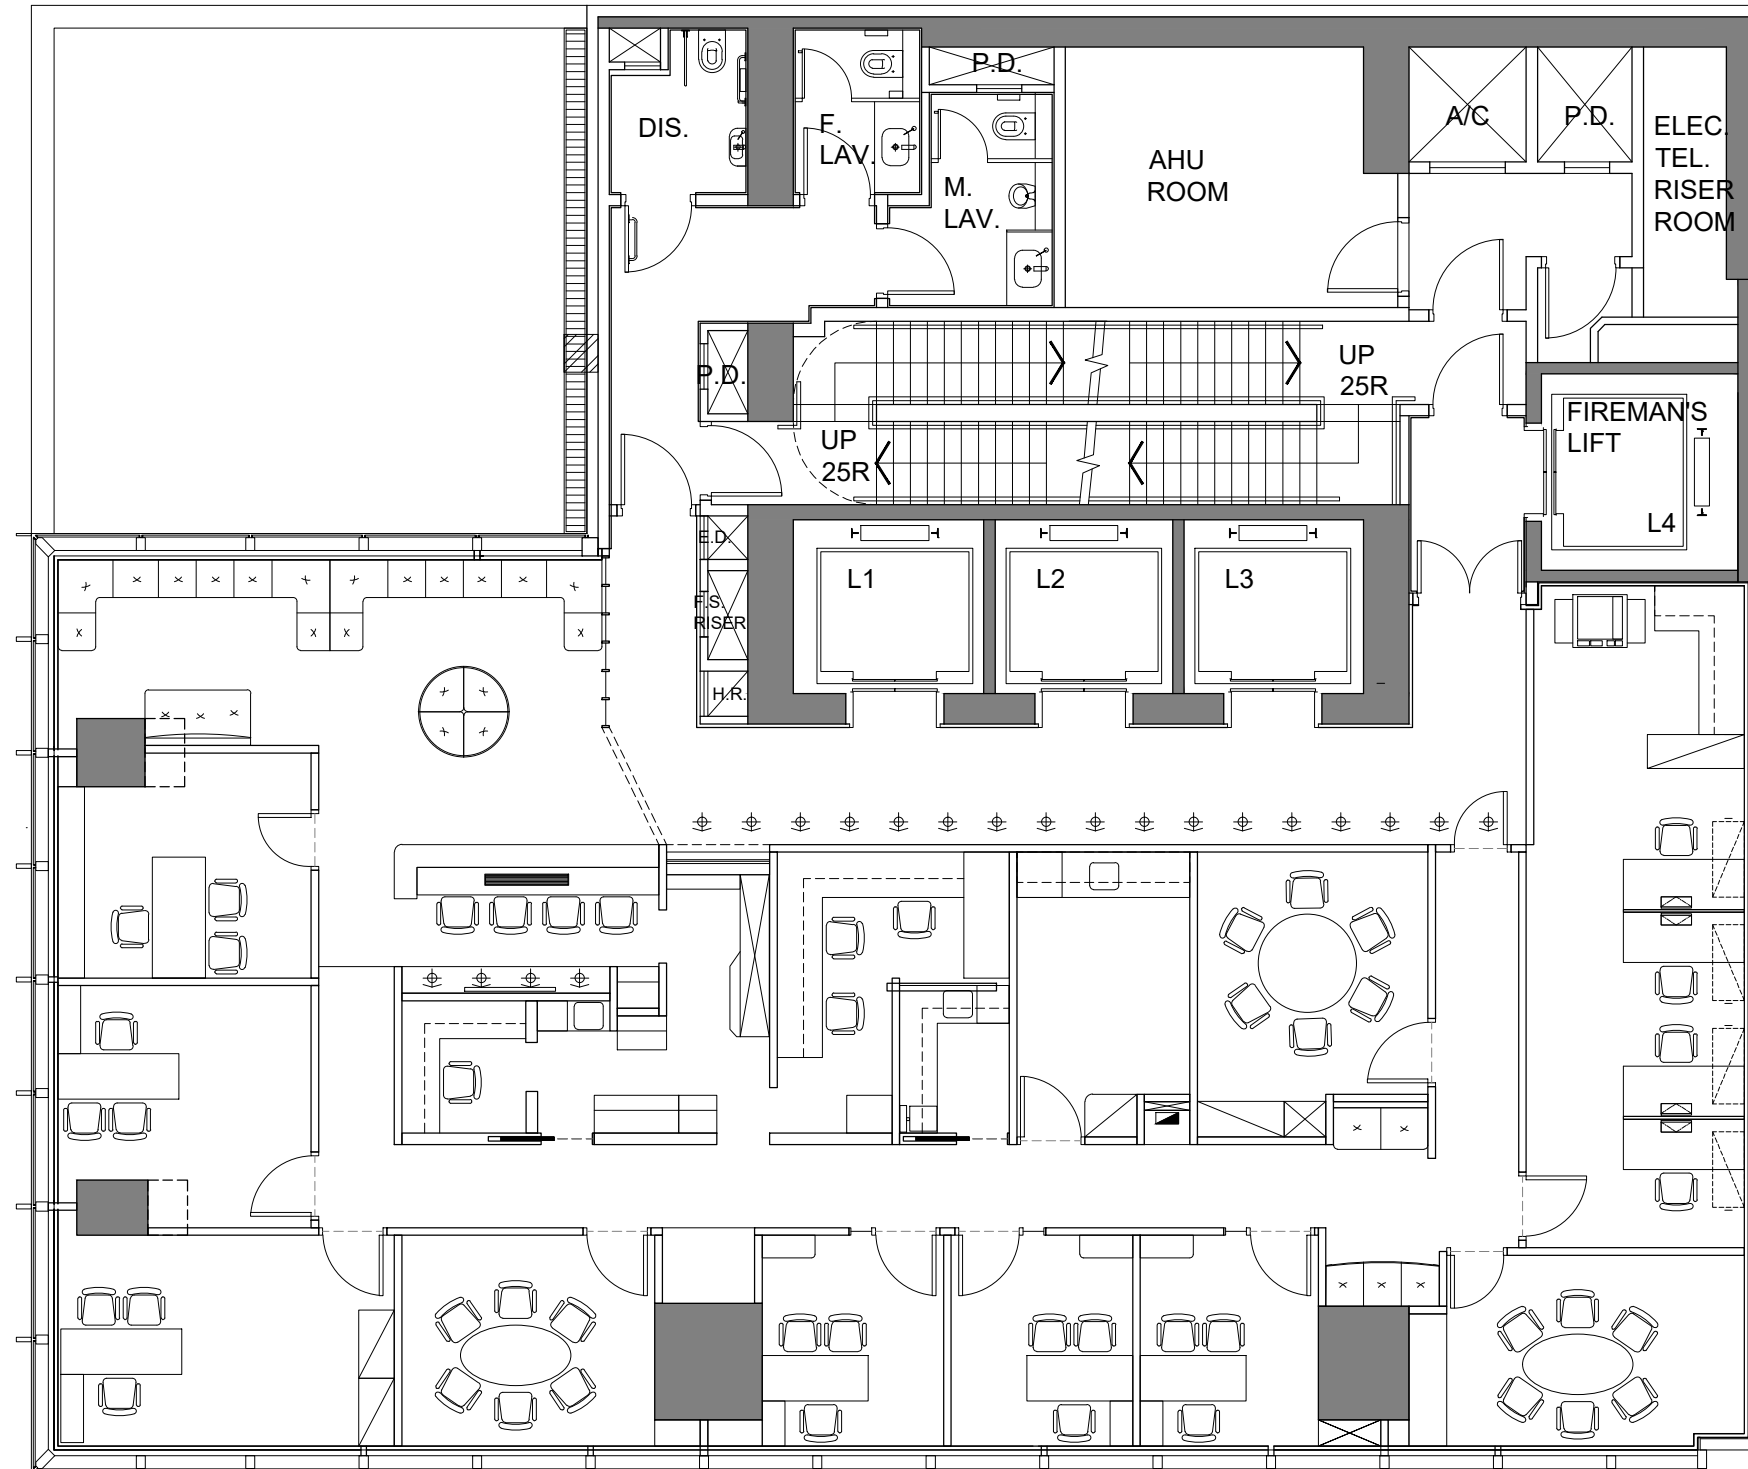 P.D.
DIS.
F.
LAV.
A/C
P.D.
ELEC.
TEL.
RISER
ROOM
AHU
ROOM
M.
LAV.
UP
25R
P.D.
UP
25R
FIREMAN'S
LIFT
L4
E.D.
L1
L2
L3
F.S.
RISER
H.R.